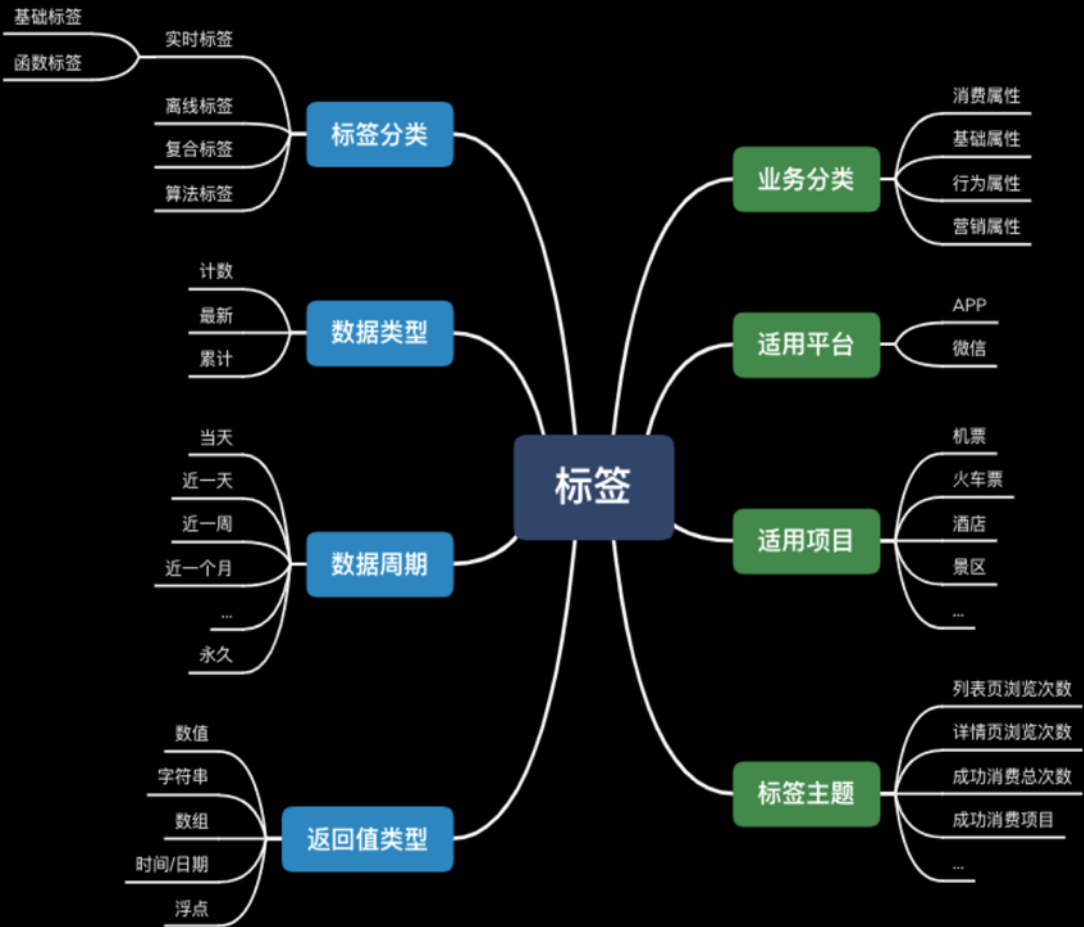 标签
标签分类
实时标签
基础标签
函数标签
离线标签
复合标签
算法标签
数据类型
计数
最新
累计
数据周期
当天
近一天
近一周
近一个月
...
永久
返回值类型
数值
字符串
数组
时间/日期
浮点
业务分类
消费属性
基础属性
行为属性
营销属性
适用平台
APP
微信
适用项目
机票
火车票
酒店
景区
...
标签主题
列表页浏览次数
详情页浏览次数
成功消费总次数
成功消费项目
...